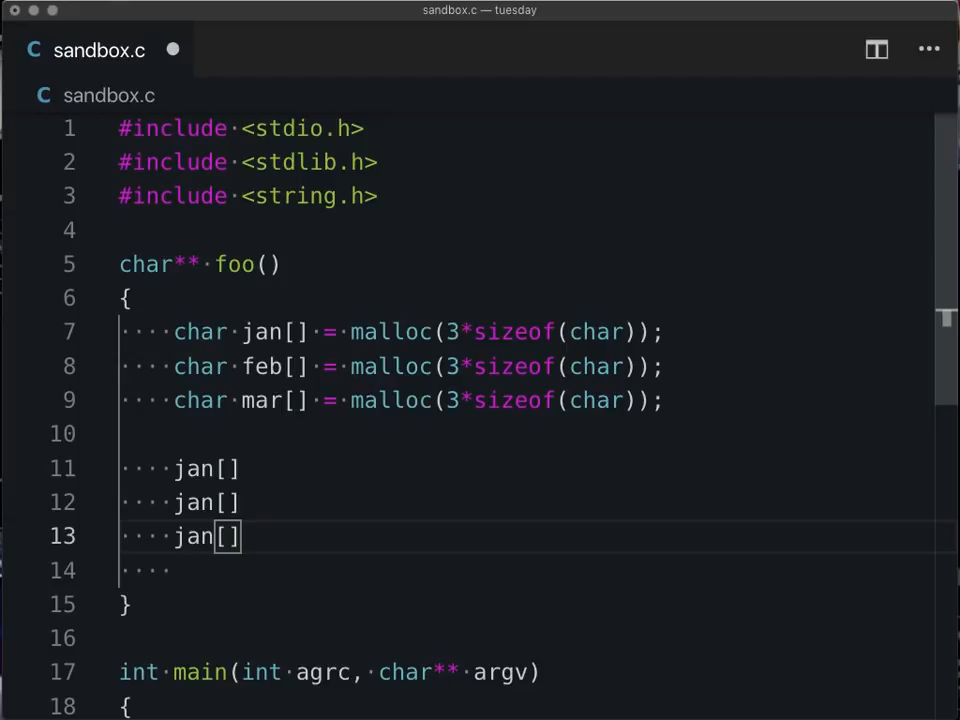 sandbox.c — tuesday
C sandbox.c
C sandbox.c
1 #include <stdio.h>
2 #include <stdlib.h>
3 #include <string.h>
4
5 char** foo()
6 {
7 char jan[] = malloc(3*sizeof(char));
8 char feb[] = malloc(3*sizeof(char));
9 char mar[] = malloc(3*sizeof(char));
10
11 jan[]
12 jan[]
13 jan[]
14
15 }
16
17 int main(int agrc, char** argv)
18 {